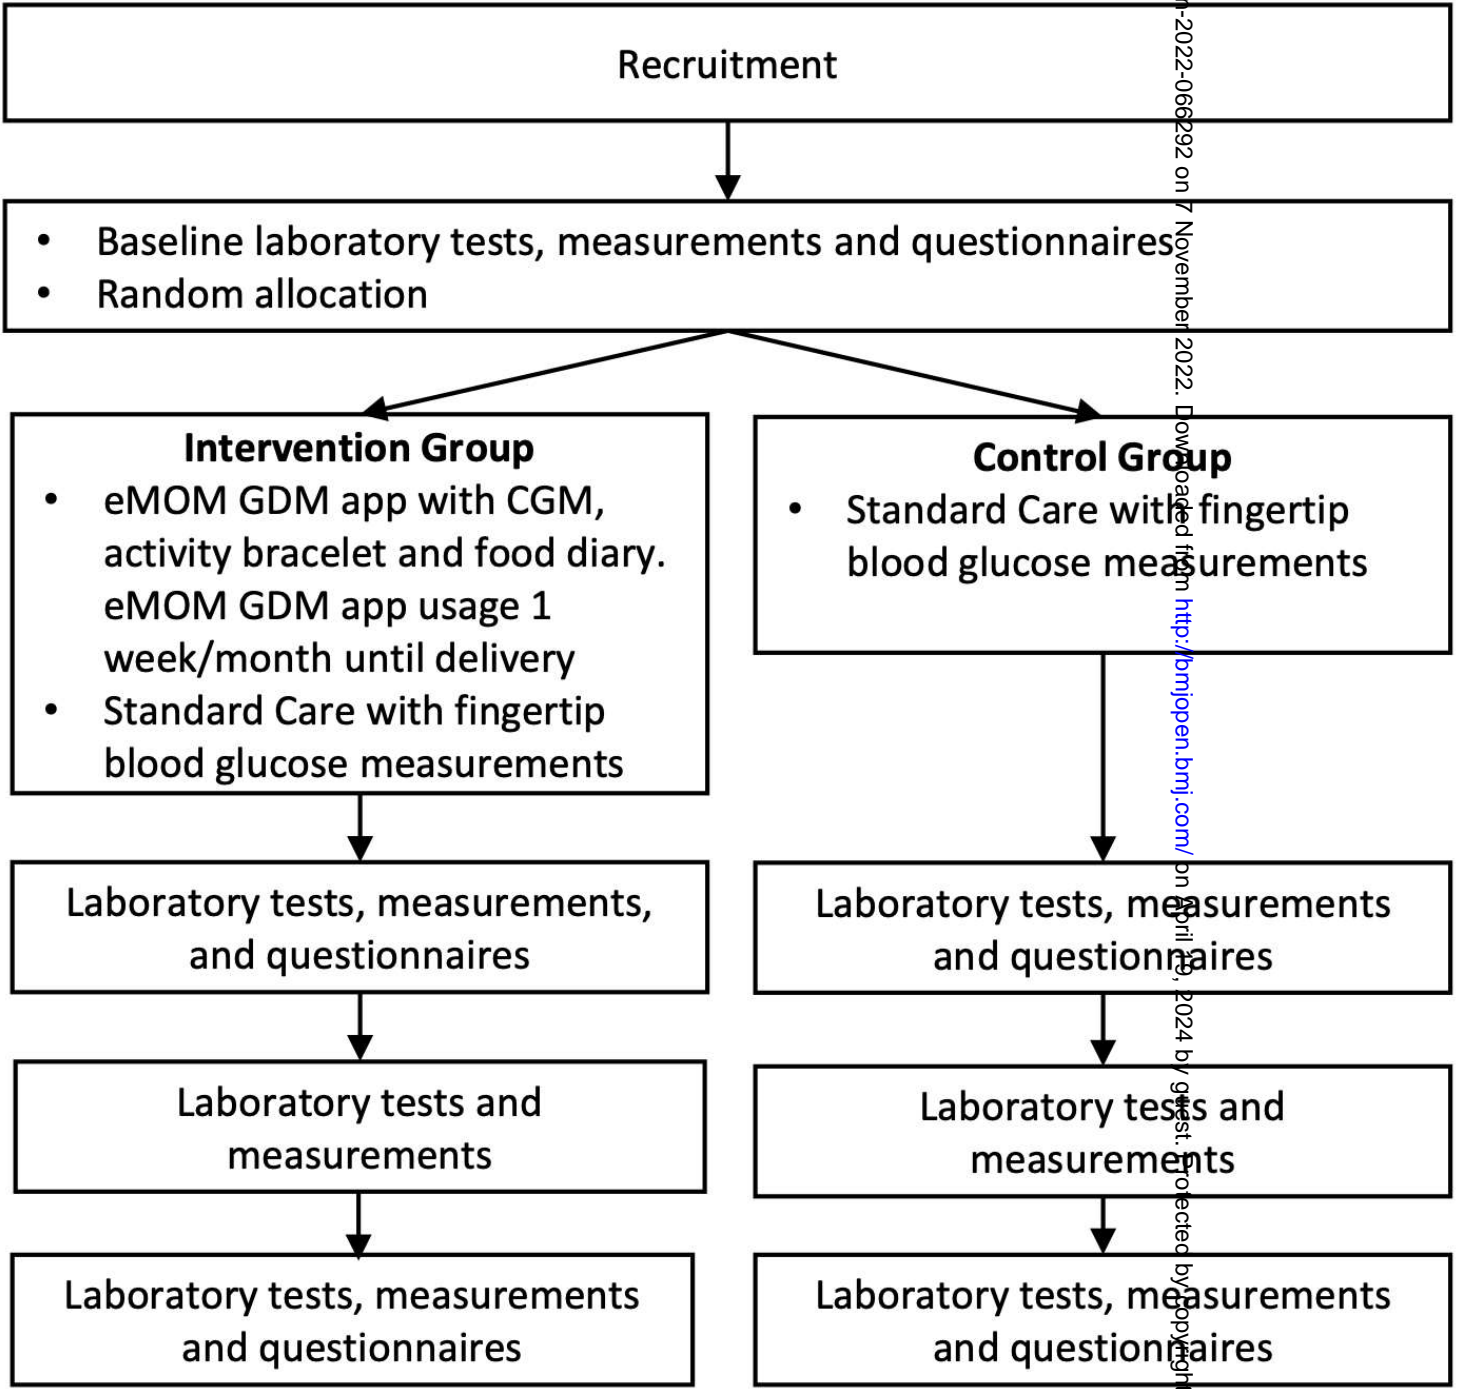 Recruitment
• Baseline laboratory tests, measurements and questionnaires
• Random allocation
Intervention Group
• eMOM GDM app with CGM,
activity bracelet and food diary.
eMOM GDM app usage 1
week/month until delivery
• Standard Care with fingertip
blood glucose measurements
Control Group
• Standard Care with fingertip
blood glucose measurements
Laboratory tests, measurements,
and questionnaires
Laboratory tests, measurements
and questionnaires
Laboratory tests and
measurements
Laboratory tests and
measurements
Laboratory tests, measurements
and questionnaires
Laboratory tests, measurements
and questionnaires
n-2022-066292 on 7 November 2022. Downloaded from http://bmjopen.bmj.com/ on April 19, 2024 by guest. Protected by copyright